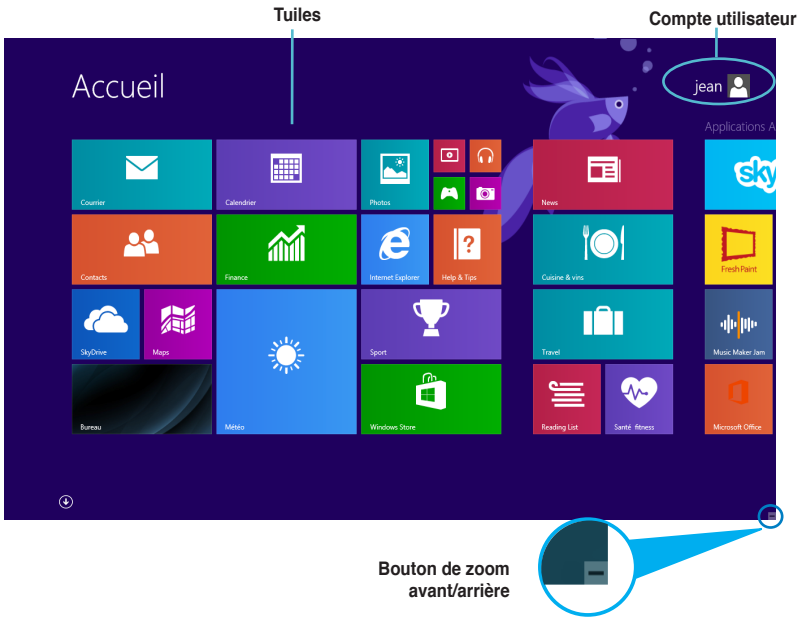 Tuiles
Compte utilisateur
Accueil
jean
Applications A
Courrier
Calendrier
Photos
News
sky
Contacts
Finance
Internet Explorer
Help & Tips
Cuisine & vins
Fresh Paint
SkyDrive
Maps
Sport
Travel
Music Maker Jam
Bureau
Météo
Windows Store
Reading List
Santé fitness
Microsoft Office
Bouton de zoom
avant/arrière